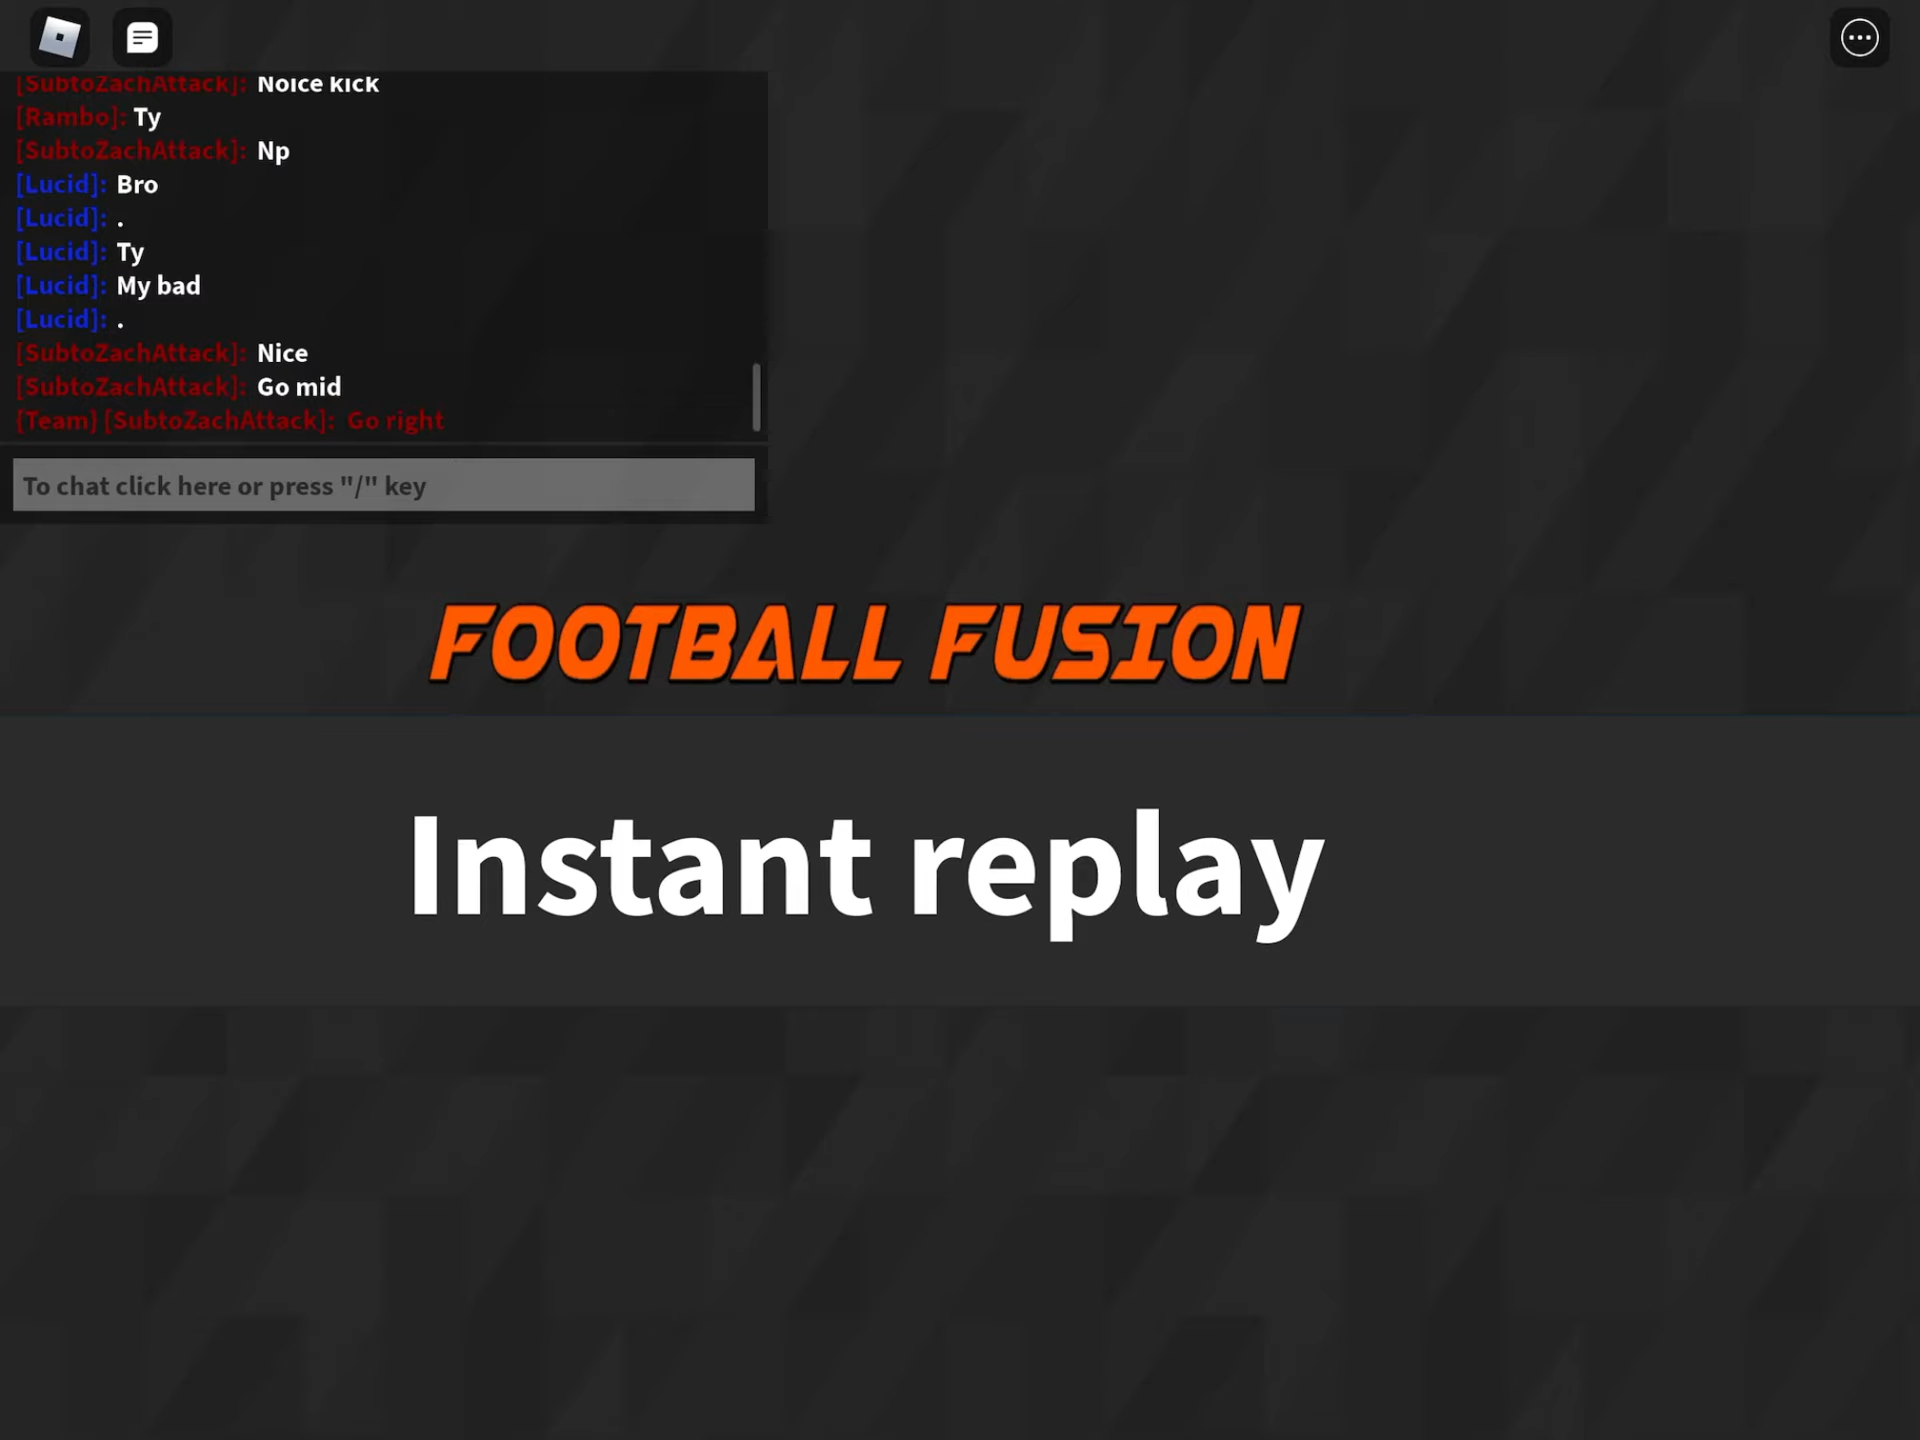 [SubtoZachAttack]: Noice kick
[Rambo]: Ty
[SubtoZachAttack]: Np
[Lucid]: Bro
[Lucid]: .
[Lucid]: Ty
[Lucid]: My bad
[Lucid]: .
[SubtoZachAttack]: Nice
[SubtoZachAttack]: Go mid
{Team} [SubtoZachAttack]: Go right
To chat click here or press "/" key
FOOTBALL FUSION
Instant replay